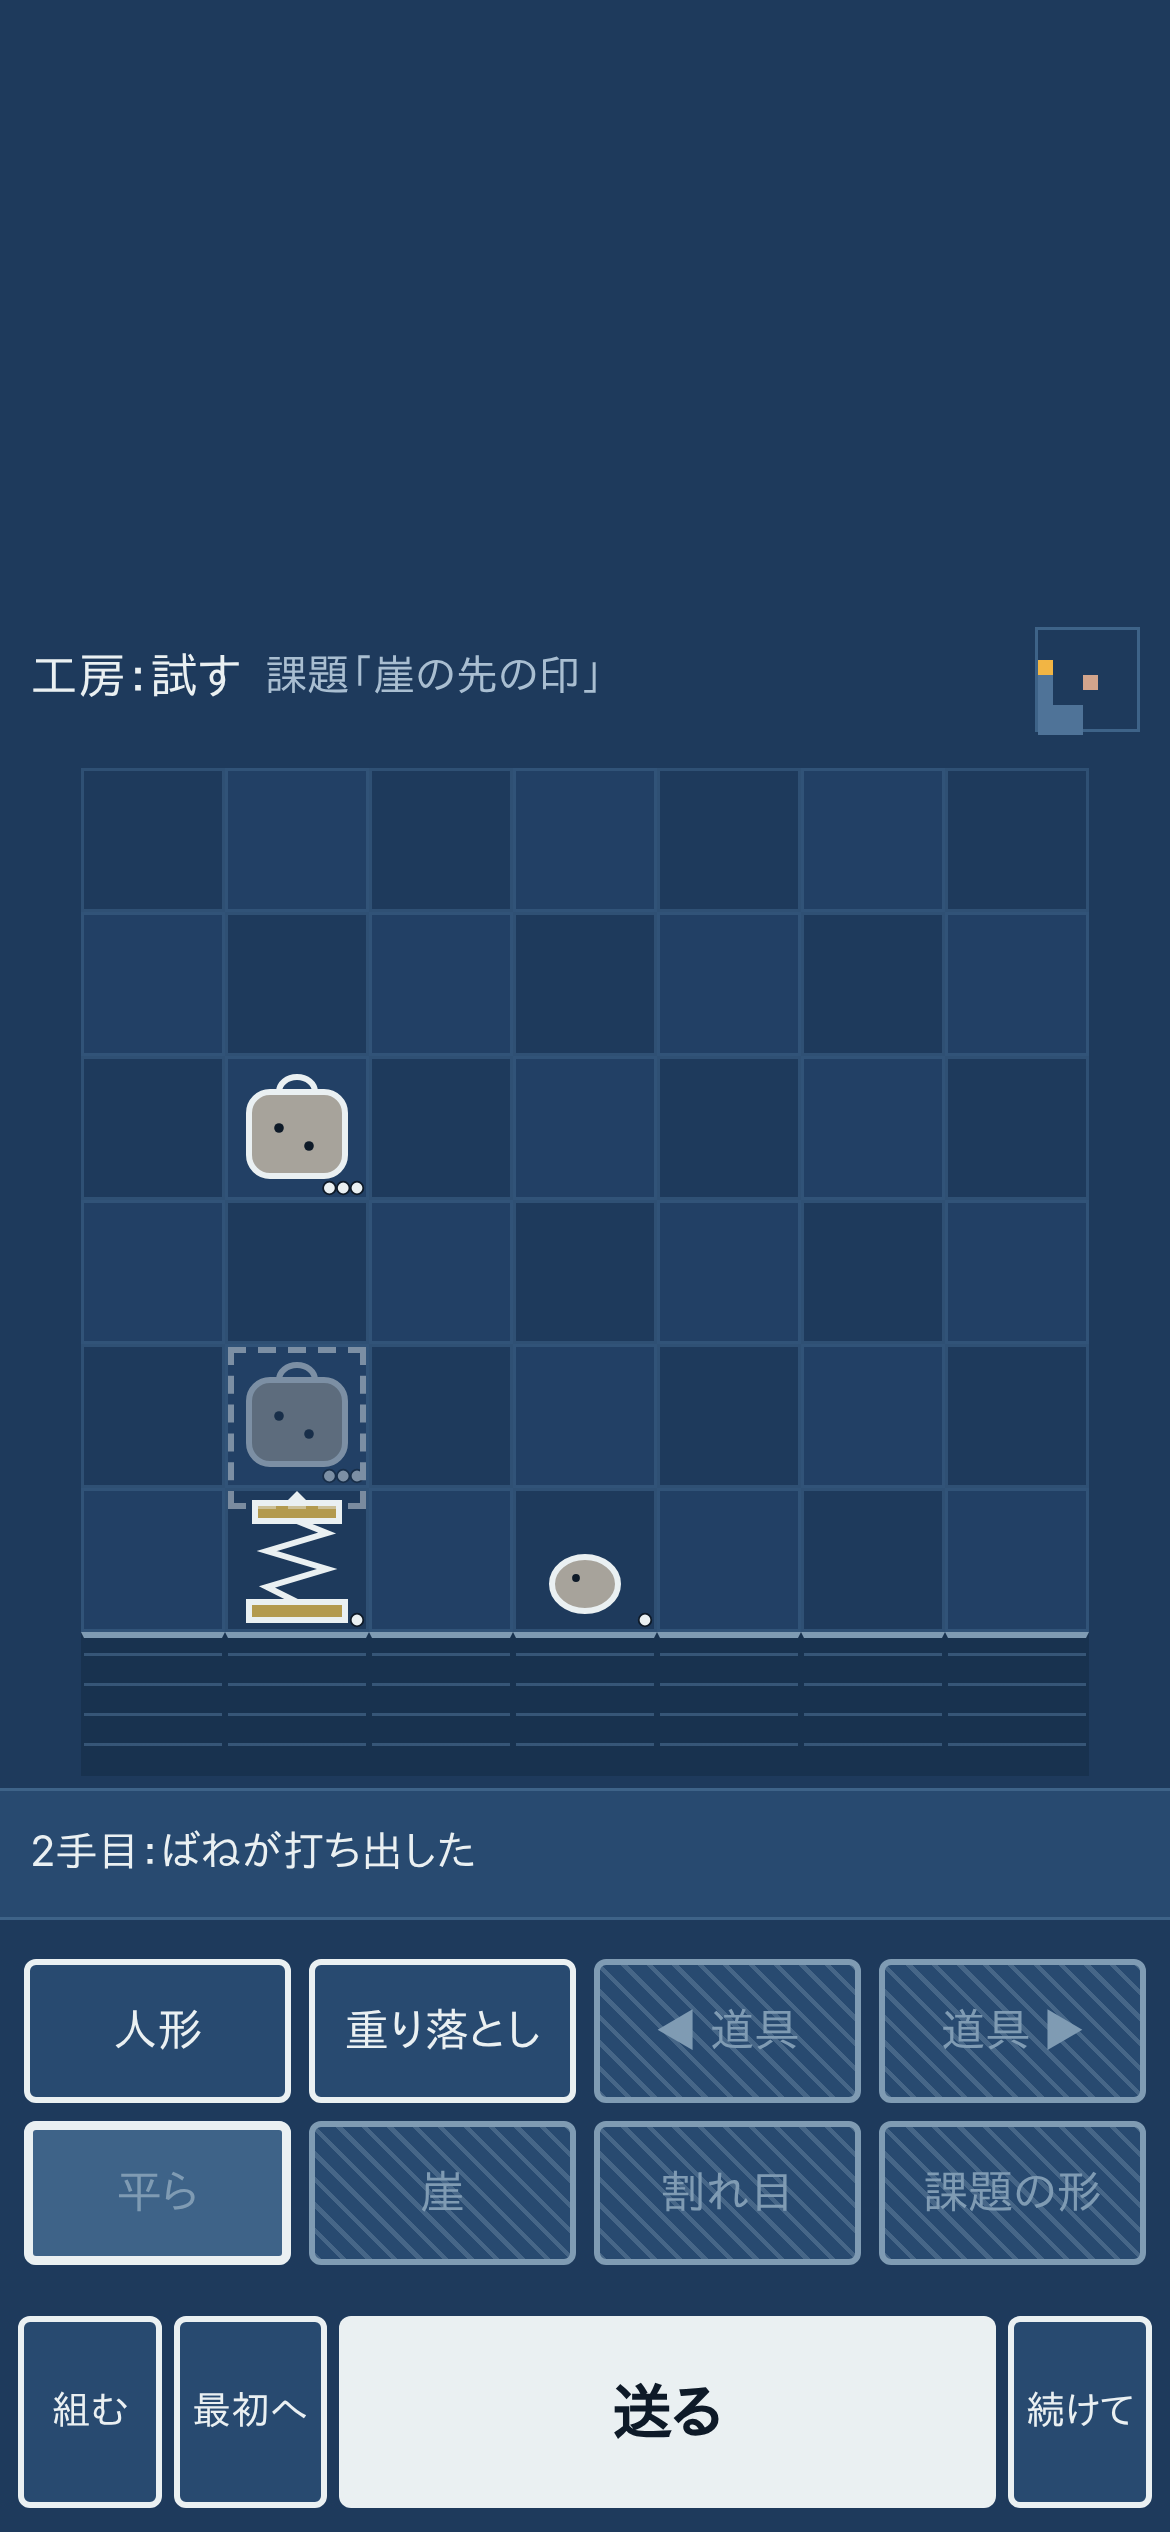 工房:試す 課題「崖の先の印」
2手目:ばねが打ち出した
人形 重り落とし ◀ 道具 道具 ▶
平ら 崖 割れ目 課題の形
組む 最初へ 送る 続けて